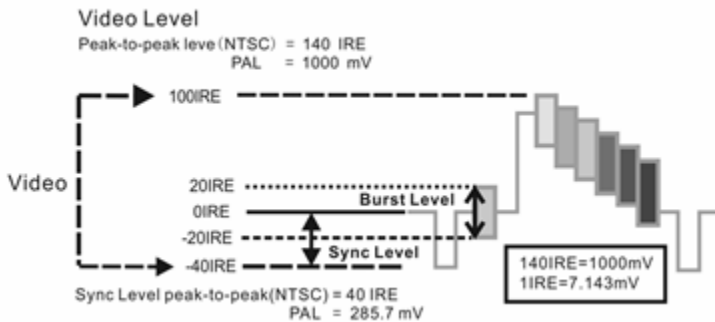 Video Level
Peak-to-peak leve(NTSC) = 140 IRE
PAL = 1000 mV
100IRE
Video
20IRE
Burst Level
0IRE
-20IRE
Sync Level
-40IRE
140IRE=1000mV
1IRE=7.143mV
Sync Level peak-to-peak(NTSC) = 40 IRE
PAL = 285.7 mV